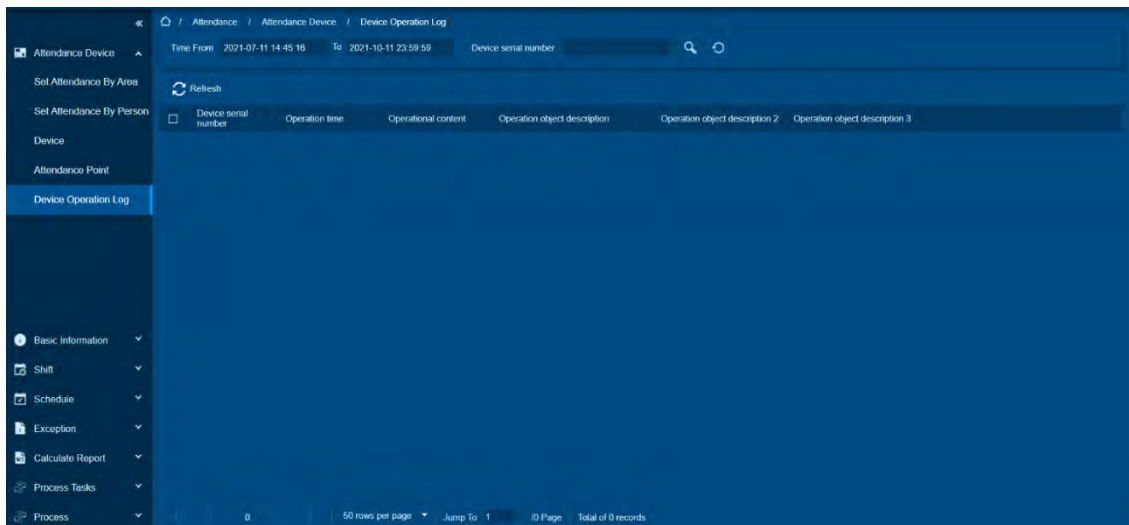 «
/ Attendance / Attendance Device / Device Operation Log
Attendance Device
Set Attendance By Area
Set Attendance By Person
Device
Attendance Point
Device Operation Log
Basic Information
Shift
Schedule
Exception
Calculate Report
Process Tasks
Process
Time From 2021-07-11 14:45:16 To 2021-10-11 23:59:59 Device serial number
Refresh
Device serial number Operation time Operational content Operation object description Operation object description 2 Operation object description 3
0 50 rows per page Jump To 1 /0 Page Total of 0 records